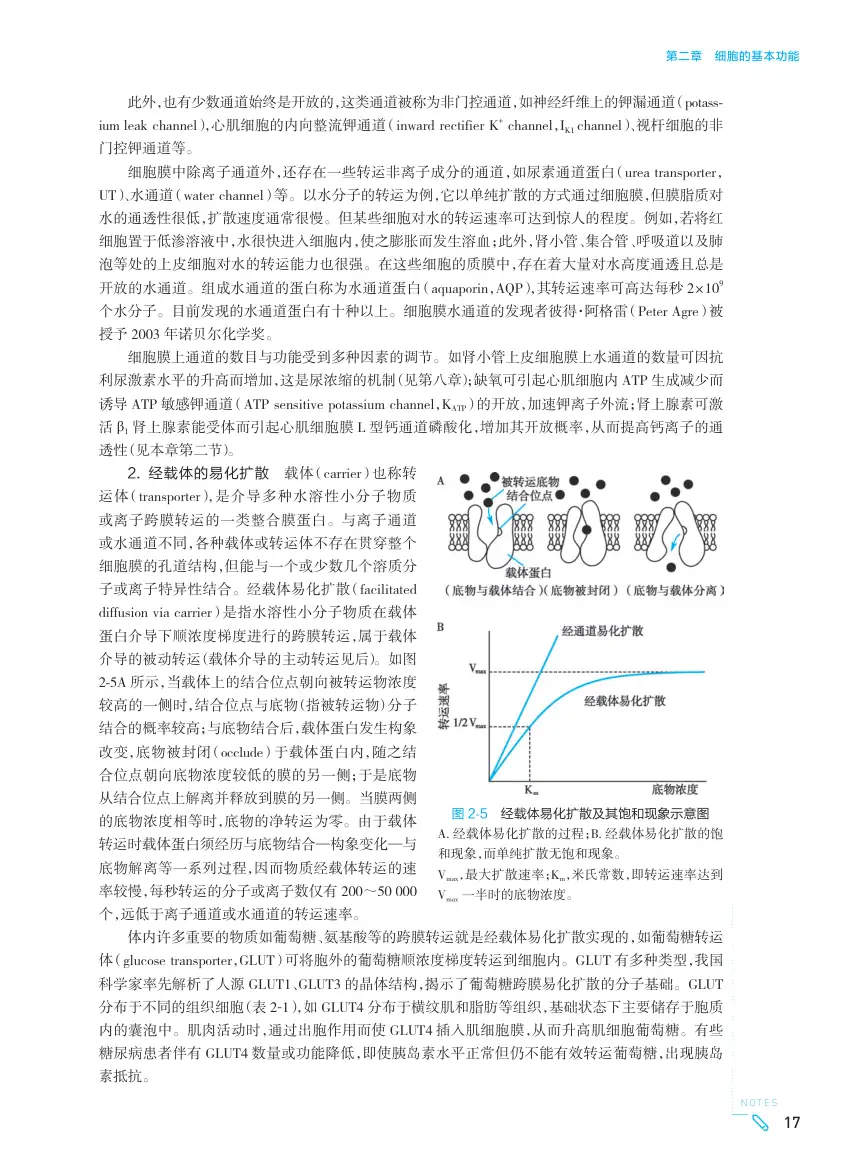 第二章　细胞的基本功能
此外,也有少数通道始终是开放的,这类通道被称为非门控通道,如神经纤维上的钾漏通道(potass-
ium leak channel),心肌细胞的内向整流钾通道(inward rectifier K⁺ channel,I_K1 channel)、视杆细胞的非
门控钾通道等。
细胞膜中除离子通道外,还存在一些转运非离子成分的通道,如尿素通道蛋白(urea transporter,
UT)、水通道(water channel)等。以水分子的转运为例,它以单纯扩散的方式通过细胞膜,但膜脂质对
水的通透性很低,扩散速度通常很慢。但某些细胞对水的转运速率可达到惊人的程度。例如,若将红
细胞置于低渗溶液中,水很快进入细胞内,使之膨胀而发生溶血;此外,肾小管、集合管、呼吸道以及肺
泡等处的上皮细胞对水的转运能力也很强。在这些细胞的质膜中,存在着大量对水高度通透且总是
开放的水通道。组成水通道的蛋白称为水通道蛋白(aquaporin,AQP),其转运速率可高达每秒 2×10⁹
个水分子。目前发现的水通道蛋白有十种以上。细胞膜水通道的发现者彼得·阿格雷(Peter Agre)被
授予 2003 年诺贝尔化学奖。
细胞膜上通道的数目与功能受到多种因素的调节。如肾小管上皮细胞膜上水通道的数量可因抗
利尿激素水平的升高而增加,这是尿浓缩的机制(见第八章);缺氧可引起心肌细胞内 ATP 生成减少而
诱导 ATP 敏感钾通道(ATP sensitive potassium channel,K_ATP)的开放,加速钾离子外流;肾上腺素可激
活 β₁ 肾上腺素能受体而引起心肌细胞膜 L 型钙通道磷酸化,增加其开放概率,从而提高钙离子的通
透性(见本章第二节)。
2. 经载体的易化扩散　载体(carrier)也称转
运体(transporter),是介导多种水溶性小分子物质
或离子跨膜转运的一类整合膜蛋白。与离子通道
或水通道不同,各种载体或转运体不存在贯穿整个
细胞膜的孔道结构,但能与一个或少数几个溶质分
子或离子特异性结合。经载体易化扩散(facilitated
diffusion via carrier)是指水溶性小分子物质在载体
蛋白介导下顺浓度梯度进行的跨膜转运,属于载体
介导的被动转运(载体介导的主动转运见后)。如图
2-5A 所示,当载体上的结合位点朝向被转运物浓度
较高的一侧时,结合位点与底物(指被转运物)分子
结合的概率较高;与底物结合后,载体蛋白发生构象
改变,底物被封闭(occlude)于载体蛋白内,随之结
合位点朝向底物浓度较低的膜的另一侧;于是底物
从结合位点上解离并释放到膜的另一侧。当膜两侧
的底物浓度相等时,底物的净转运为零。由于载体
转运时载体蛋白须经历与底物结合—构象变化—与
底物解离等一系列过程,因而物质经载体转运的速
率较慢,每秒转运的分子或离子数仅有 200～50 000
个,远低于离子通道或水通道的转运速率。
A
被转运底物
结合位点
载体蛋白
(底物与载体结合)(底物被封闭)(底物与载体分离)
B
经通道易化扩散
V_max
经载体易化扩散
转运速率
1/2 V_max
K_m
底物浓度
图 2-5　经载体易化扩散及其饱和现象示意图
A. 经载体易化扩散的过程;B. 经载体易化扩散的饱
和现象,而单纯扩散无饱和现象。
V_max,最大扩散速率;K_m,米氏常数,即转运速率达到
V_max 一半时的底物浓度。
体内许多重要的物质如葡萄糖、氨基酸等的跨膜转运就是经载体易化扩散实现的,如葡萄糖转运
体(glucose transporter,GLUT)可将胞外的葡萄糖顺浓度梯度转运到细胞内。GLUT 有多种类型,我国
科学家率先解析了人源 GLUT1、GLUT3 的晶体结构,揭示了葡萄糖跨膜易化扩散的分子基础。GLUT
分布于不同的组织细胞(表 2-1),如 GLUT4 分布于横纹肌和脂肪等组织,基础状态下主要储存于胞质
内的囊泡中。肌肉活动时,通过出胞作用而使 GLUT4 插入肌细胞膜,从而升高肌细胞葡萄糖。有些
糖尿病患者伴有 GLUT4 数量或功能降低,即使胰岛素水平正常但仍不能有效转运葡萄糖,出现胰岛
素抵抗。
NOTES
17